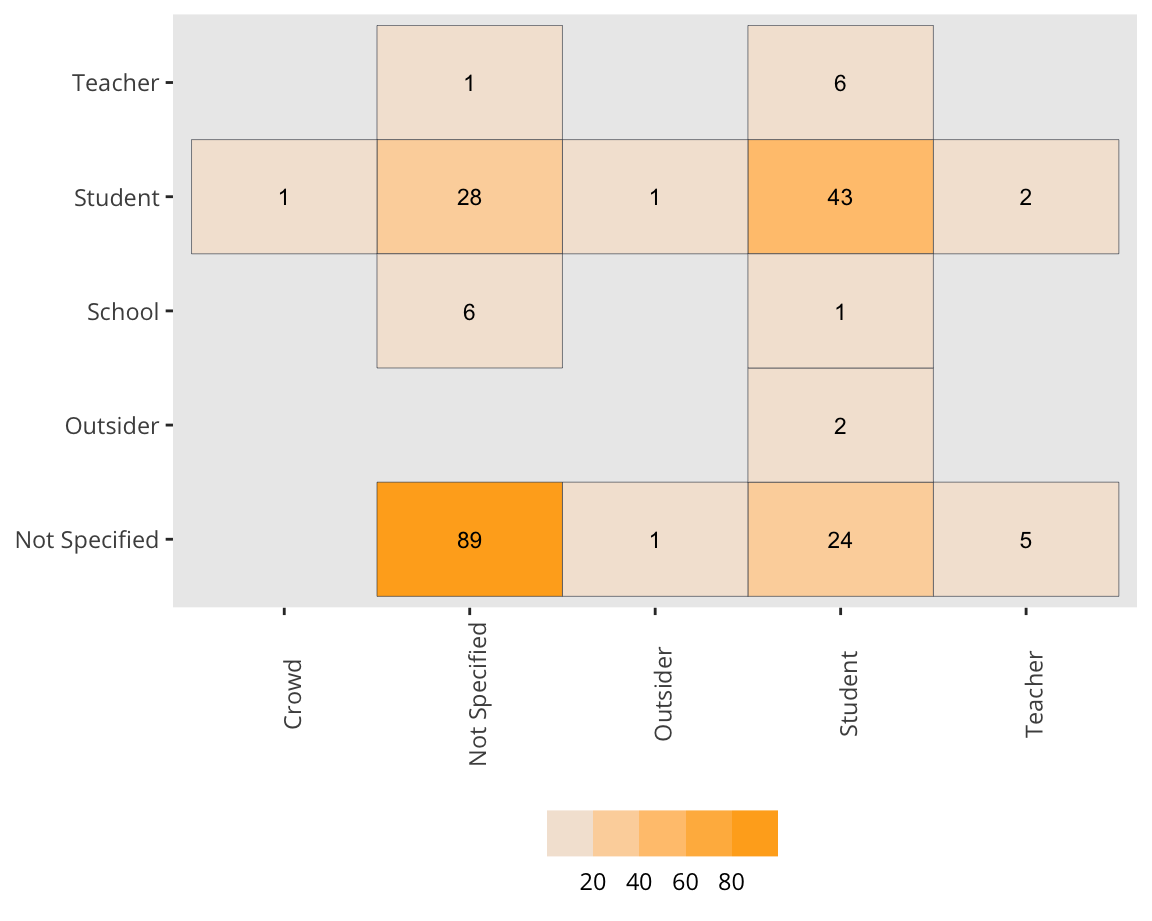 Teacher 1 6
Student 1 28 1 43 2
School 6 1
Outsider 2
Not Specified 89 1 24 5
Crowd Not Specified Outsider Student Teacher
20 40 60 80